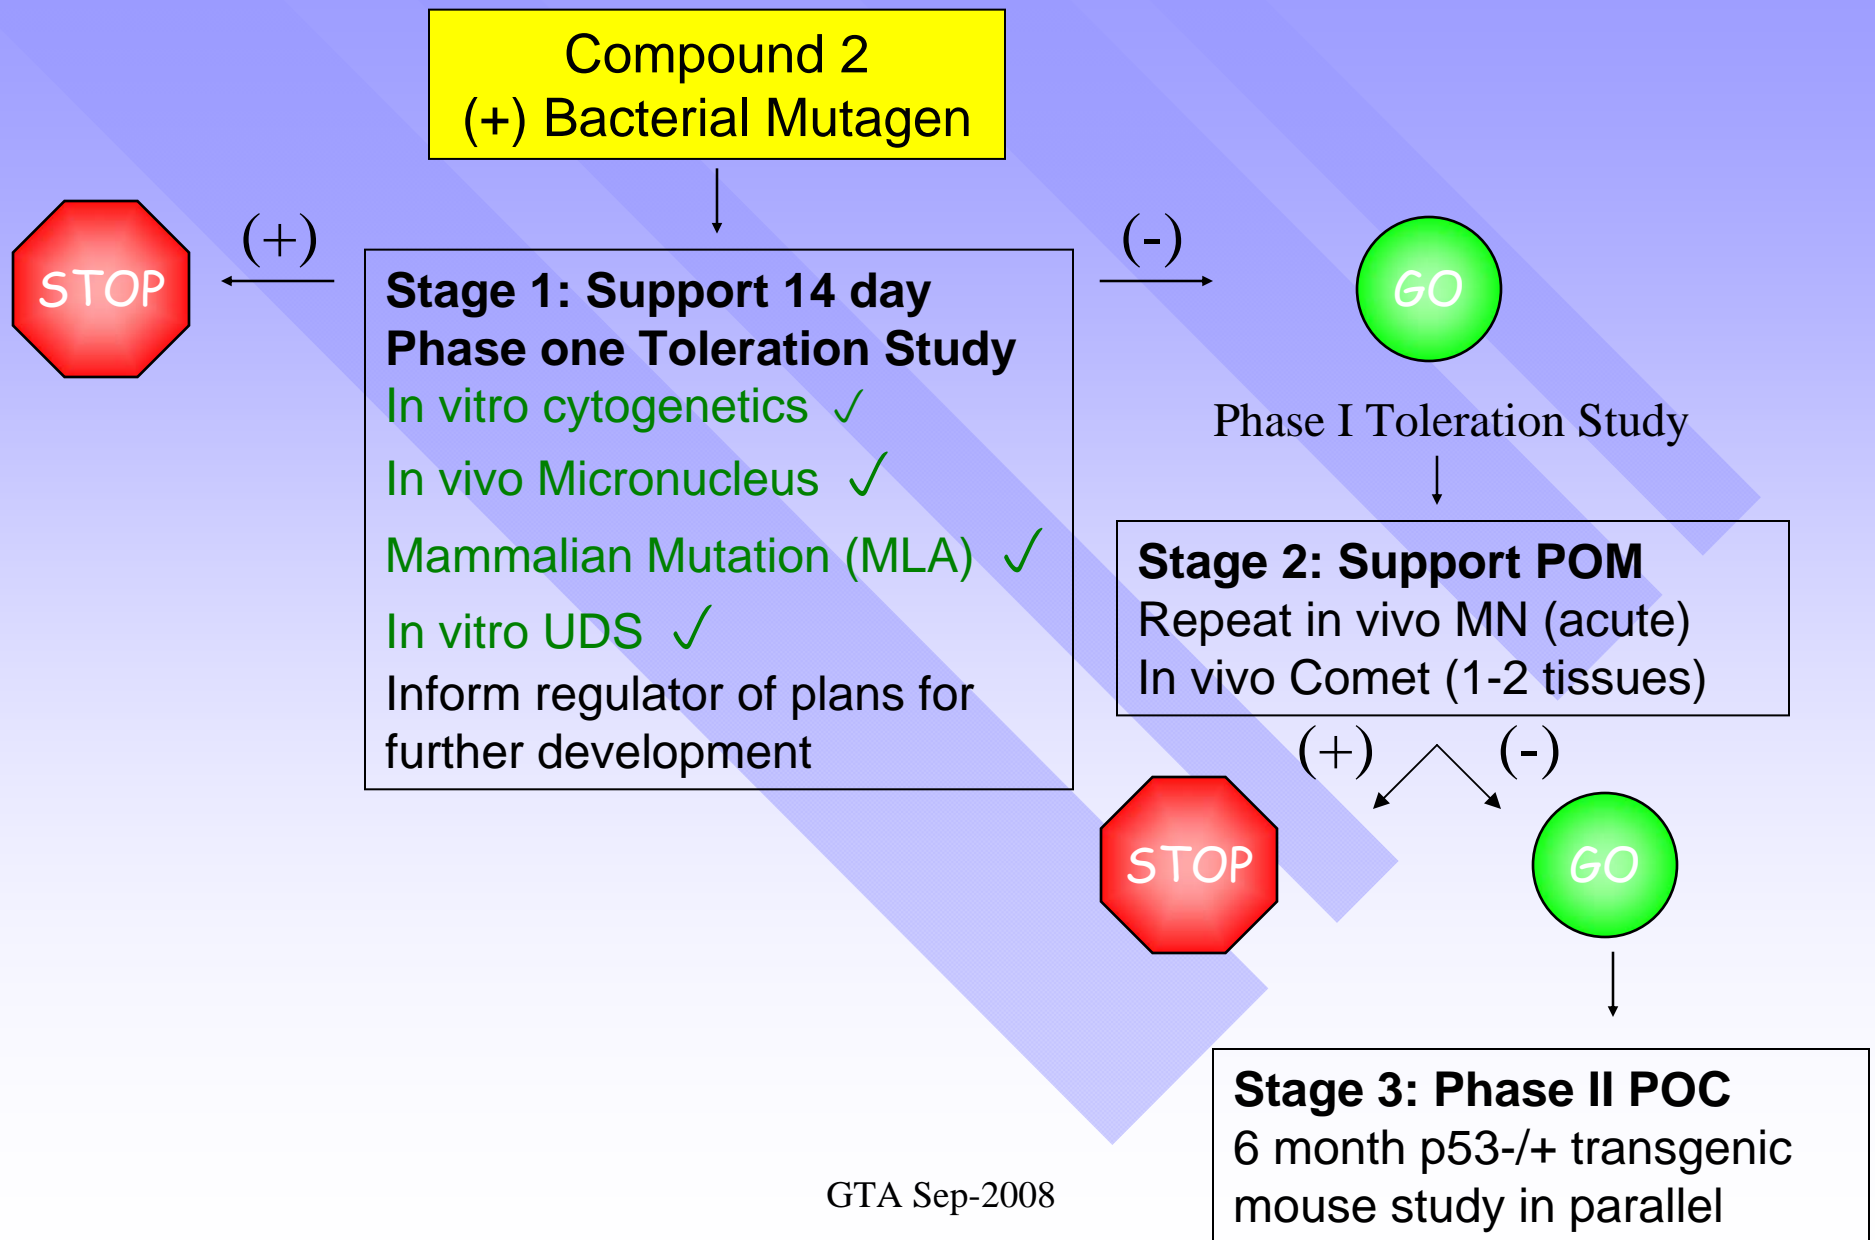 Compound 2
(+) Bacterial Mutagen
STOP
(+)
(-)
GO
Stage 1: Support 14 day
Phase one Toleration Study
In vitro cytogenetics ✓
In vivo Micronucleus ✓
Mammalian Mutation (MLA) ✓
In vitro UDS ✓
Inform regulator of plans for
further development
Phase I Toleration Study
Stage 2: Support POM
Repeat in vivo MN (acute)
In vivo Comet (1-2 tissues)
(+)
(-)
STOP
GO
Stage 3: Phase II POC
6 month p53-/+ transgenic
mouse study in parallel
GTA Sep-2008